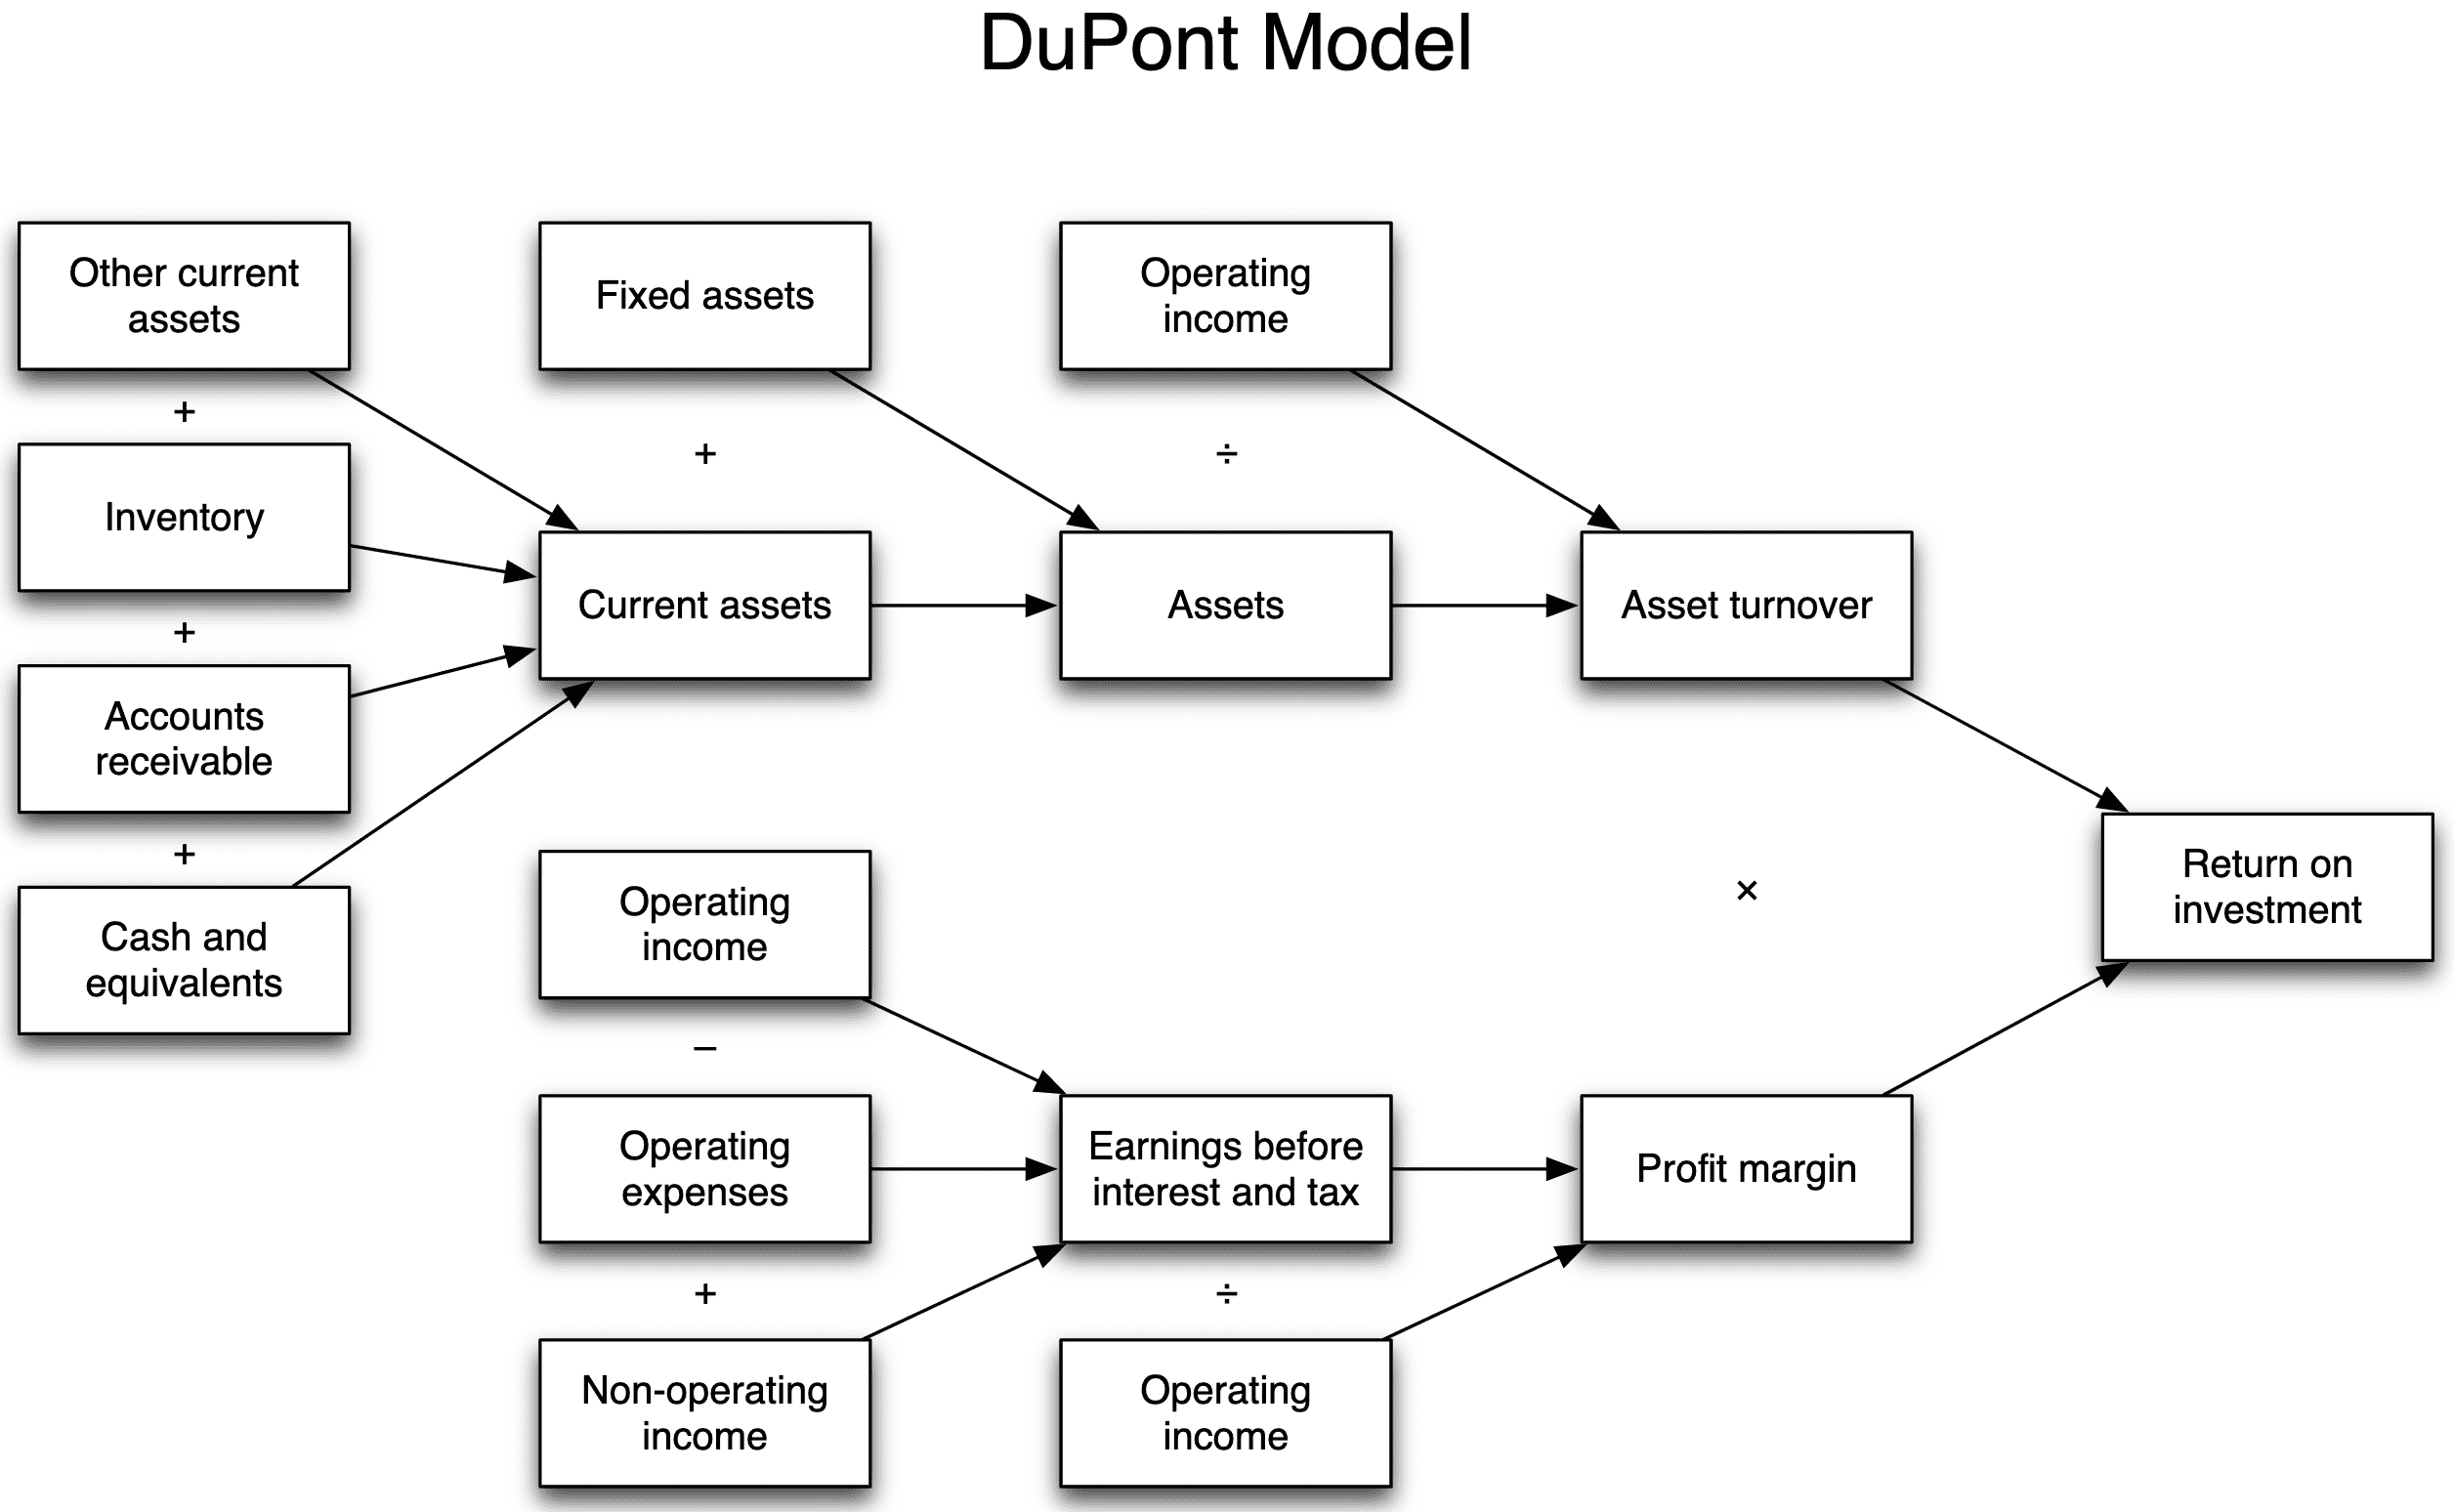 DuPont Model
Other current
assets
+
Inventory
+
Accounts
receivable
+
Cash and
equivalents
Fixed assets
+
Current assets
Operating
income
÷
Assets
Asset turnover
Operating
income
–
Operating
expenses
+
Non-operating
income
Earnings before
interest and tax
÷
Operating
income
Profit margin
×
Return on
investment